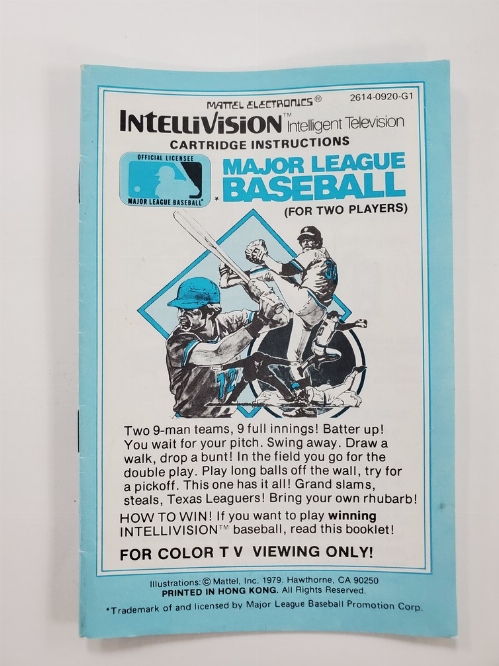 MATTEL ELECTRONICS® 2614-0920-G1
INTELLIVISION™ Intelligent Television
CARTRIDGE INSTRUCTIONS
OFFICIAL LICENSEE
MAJOR LEAGUE BASEBALL*
MAJOR LEAGUE
BASEBALL
(FOR TWO PLAYERS)
Two 9-man teams, 9 full innings! Batter up!
You wait for your pitch. Swing away. Draw a
walk, drop a bunt! In the field you go for the
double play. Play long balls off the wall, try for
a pickoff. This one has it all! Grand slams,
steals, Texas Leaguers! Bring your own rhubarb!
HOW TO WIN! If you want to play winning
INTELLIVISION™ baseball, read this booklet!
FOR COLOR TV VIEWING ONLY!
Illustrations: © Mattel, Inc. 1979. Hawthorne, CA 90250
PRINTED IN HONG KONG. All Rights Reserved.
*Trademark of and licensed by Major League Baseball Promotion Corp.